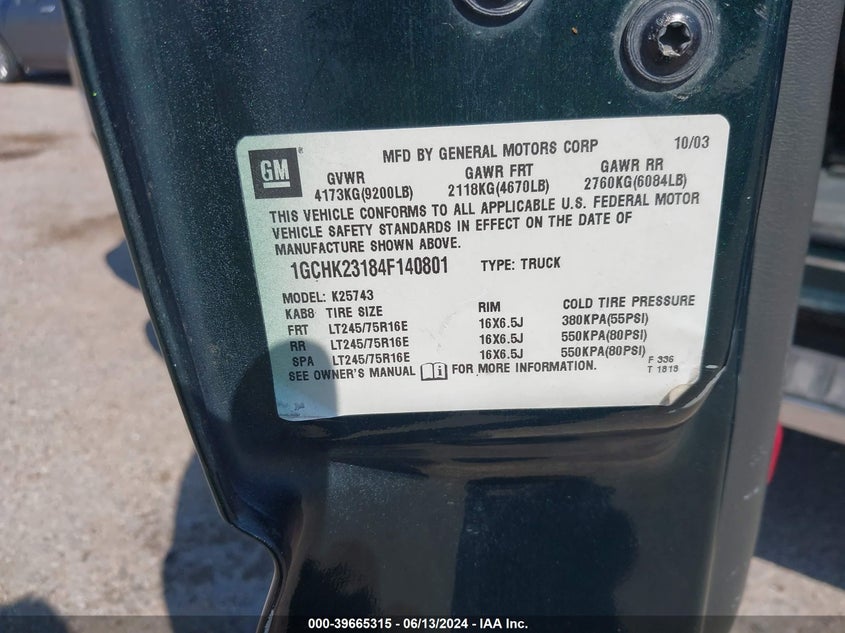 GM
MFD BY GENERAL MOTORS CORP 10/03
GVWR GAWR FRT GAWR RR
4173KG(9200LB) 2118KG(4670LB) 2760KG(6084LB)
THIS VEHICLE CONFORMS TO ALL APPLICABLE U.S. FEDERAL MOTOR
VEHICLE SAFETY STANDARDS IN EFFECT ON THE DATE OF
MANUFACTURE SHOWN ABOVE.
1GCHK23184F140801 TYPE: TRUCK
MODEL: K25743
KAB8 TIRE SIZE RIM COLD TIRE PRESSURE
FRT LT245/75R16E 16X6.5J 380KPA(55PSI)
RR LT245/75R16E 16X6.5J 550KPA(80PSI)
SPA LT245/75R16E 16X6.5J 550KPA(80PSI)
SEE OWNER'S MANUAL FOR MORE INFORMATION.
F 336
T 1818
000-39665315 - 06/13/2024 - IAA Inc.